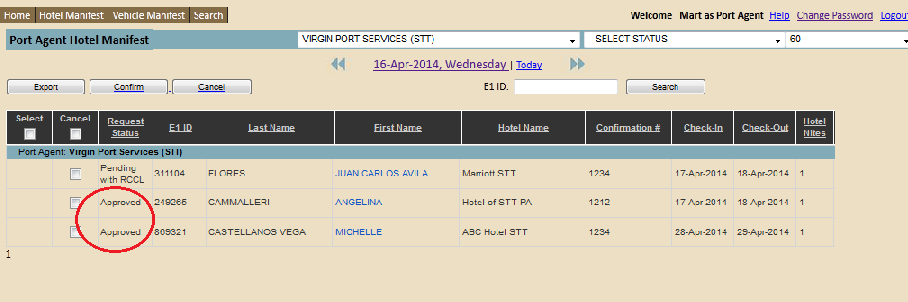 Home Hotel Manifest Vehicle Manifest Search Welcome Mart as Port Agent Help Change Password Logout
Port Agent Hotel Manifest VIRGIN PORT SERVICES (STT) SELECT STATUS 60
16-Apr-2014, Wednesday | Today
Export Confirm Cancel E1 ID: Search
Select Cancel Request Status E1 ID Last Name First Name Hotel Name Confirmation # Check-In Check-Out Hotel Nites
Port Agent: Virgin Port Services (STT)
Pending with RCCL 311104 FLORES JUAN CARLOS AVILA Marriott STT 1234 17-Apr-2014 18-Apr-2014 1
Approved 249265 CAMMALLERI ANGELINA Hotel of STT PA 1212 17-Apr-2014 18-Apr-2014 1
Approved 809321 CASTELLANOS VEGA MICHELLE ABC Hotel STT 1234 28-Apr-2014 29-Apr-2014 1
1